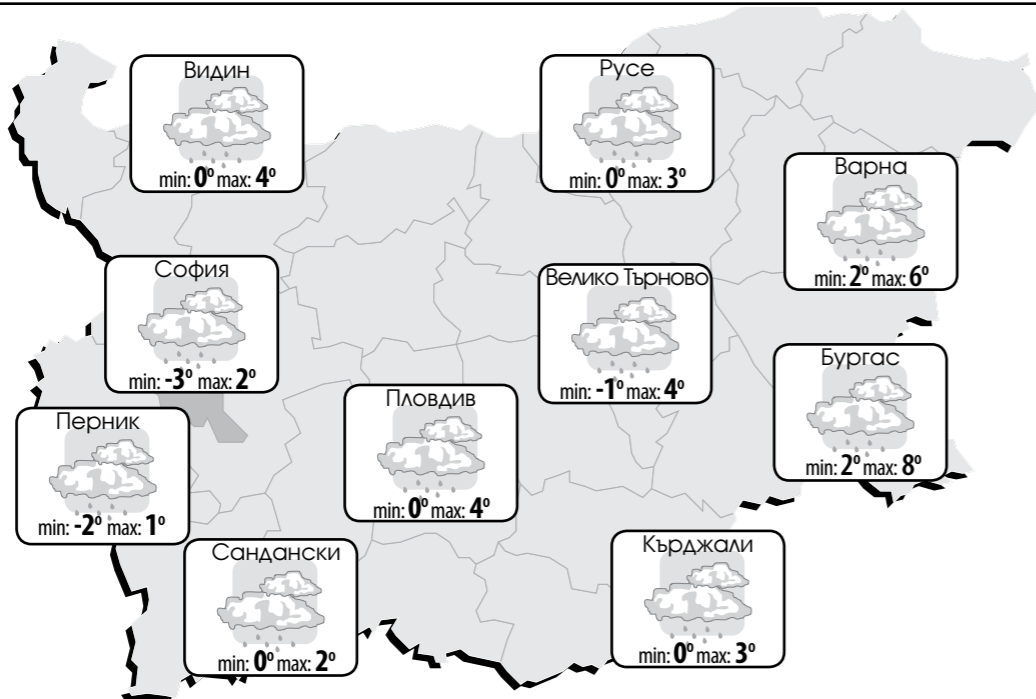 Видин
min: 0° max: 4°
Русе
min: 0° max: 3°
Варна
min: 2° max: 6°
София
min: -3° max: 2°
Велико Търново
min: -1° max: 4°
Бургас
min: 2° max: 8°
Пловдив
min: 0° max: 4°
Перник
min: -2° max: 1°
Сандански
min: 0° max: 2°
Кърджали
min: 0° max: 3°